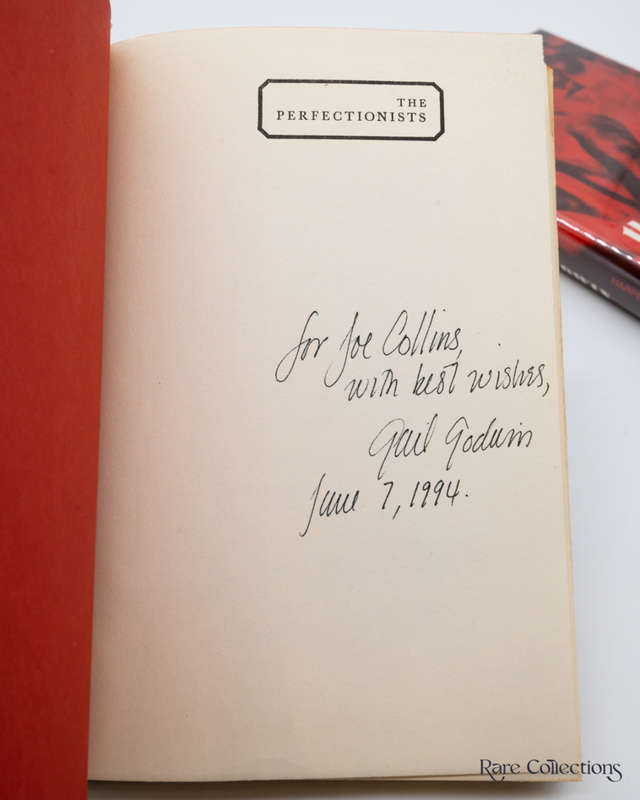 THE
PERFECTIONISTS
for Joe Collins,
with best wishes,
Gail Godwin
June 7, 1994.
Rare Collections